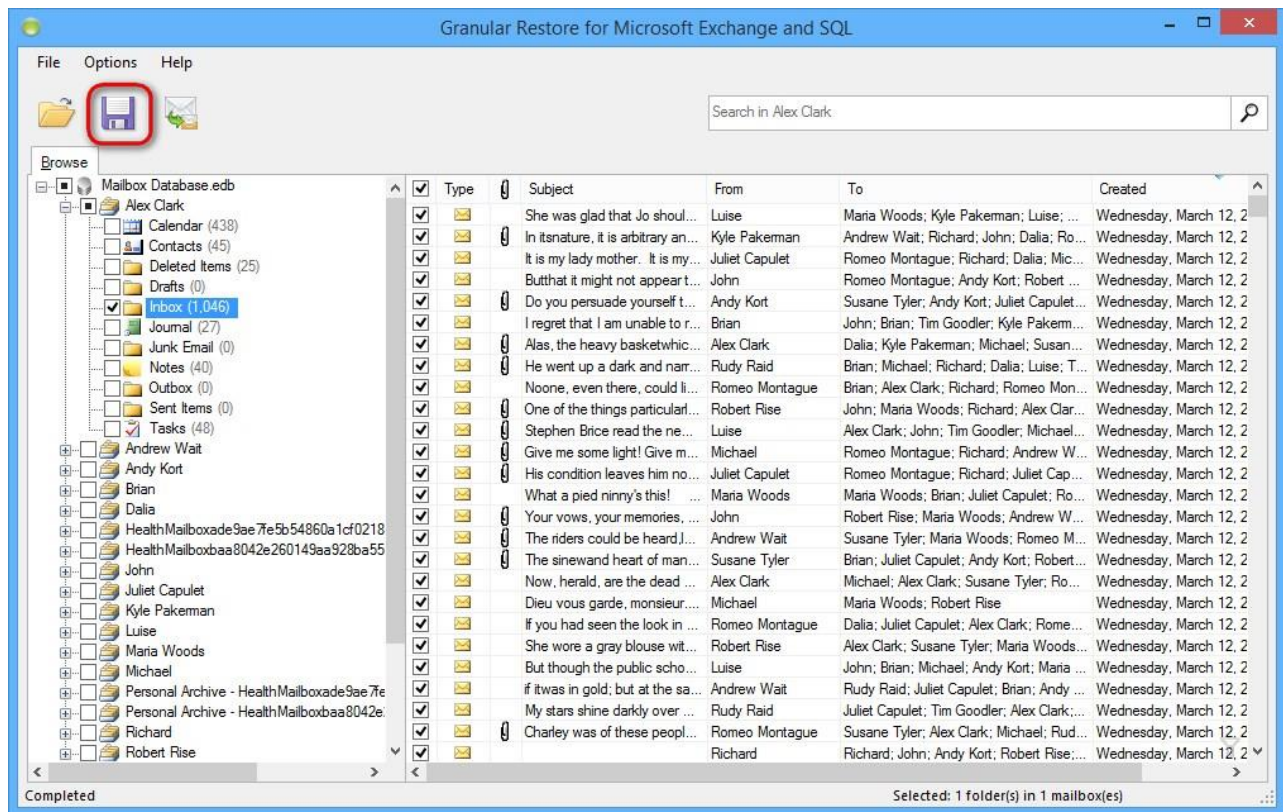 Granular Restore for Microsoft Exchange and SQL
File Options Help
Search in Alex Clark
Browse
Mailbox Database.edb
Alex Clark
Calendar (438)
Contacts (45)
Deleted Items (25)
Drafts (0)
Inbox (1,046)
Journal (27)
Junk Email (0)
Notes (40)
Outbox (0)
Sent Items (0)
Tasks (48)
Andrew Wait
Andy Kort
Brian
Dalia
HealthMailboxade9ae7fe5b54860a1cf0218
HealthMailboxbaa8042e260149aa928ba55
John
Juliet Capulet
Kyle Pakerman
Luise
Maria Woods
Michael
Personal Archive - HealthMailboxade9ae7fe
Personal Archive - HealthMailboxbaa8042e
Richard
Robert Rise
Type Subject From To Created
She was glad that Jo shoul... Luise Maria Woods; Kyle Pakerman; Luise; ... Wednesday, March 12, 2
In itsnature, it is arbitrary an... Kyle Pakerman Andrew Wait; Richard; John; Dalia; Ro... Wednesday, March 12, 2
It is my lady mother. It is my... Juliet Capulet Romeo Montague; Richard; Dalia; Mic... Wednesday, March 12, 2
Butthat it might not appear t... John Romeo Montague; Andy Kort; Robert ... Wednesday, March 12, 2
Do you persuade yourself t... Andy Kort Susane Tyler; Andy Kort; Juliet Capulet... Wednesday, March 12, 2
I regret that I am unable to r... Brian John; Brian; Tim Goodler; Kyle Pakerm... Wednesday, March 12, 2
Alas, the heavy basketwhic... Alex Clark Dalia; Kyle Pakerman; Michael; Susan... Wednesday, March 12, 2
He went up a dark and narr... Rudy Raid Brian; Michael; Richard; Dalia; Luise; T... Wednesday, March 12, 2
Noone, even there, could li... Romeo Montague Brian; Alex Clark; Richard; Romeo Mon... Wednesday, March 12, 2
One of the things particularl... Robert Rise John; Maria Woods; Richard; Alex Clar... Wednesday, March 12, 2
Stephen Brice read the ne... Luise Alex Clark; John; Tim Goodler; Michael... Wednesday, March 12, 2
Give me some light! Give m... Michael Romeo Montague; Richard; Andrew W... Wednesday, March 12, 2
His condition leaves him no... Juliet Capulet Romeo Montague; Richard; Juliet Cap... Wednesday, March 12, 2
What a pied ninny's this! ... Maria Woods Maria Woods; Brian; Juliet Capulet; Ro... Wednesday, March 12, 2
Your vows, your memories, ... John Robert Rise; Maria Woods; Andrew W... Wednesday, March 12, 2
The riders could be heard,l... Andrew Wait Susane Tyler; Maria Woods; Romeo M... Wednesday, March 12, 2
The sinewand heart of man... Susane Tyler Brian; Juliet Capulet; Andy Kort; Robert... Wednesday, March 12, 2
Now, herald, are the dead ... Alex Clark Michael; Alex Clark; Susane Tyler; Ro... Wednesday, March 12, 2
Dieu vous garde, monsieur.... Michael Maria Woods; Robert Rise Wednesday, March 12, 2
If you had seen the look in ... Romeo Montague Dalia; Juliet Capulet; Alex Clark; Rome... Wednesday, March 12, 2
She wore a gray blouse wit... Robert Rise Alex Clark; Susane Tyler; Maria Woods... Wednesday, March 12, 2
But though the public scho... Luise John; Brian; Michael; Andy Kort; Maria ... Wednesday, March 12, 2
if itwas in gold; but at the sa... Andrew Wait Rudy Raid; Juliet Capulet; Brian; Andy ... Wednesday, March 12, 2
My stars shine darkly over ... Rudy Raid Juliet Capulet; Tim Goodler; Alex Clark;... Wednesday, March 12, 2
Charley was of these peopl... Romeo Montague Susane Tyler; Alex Clark; Michael; Rud... Wednesday, March 12, 2
Richard Richard; John; Andy Kort; Robert Rise;... Wednesday, March 12, 2
Completed Selected: 1 folder(s) in 1 mailbox(es)